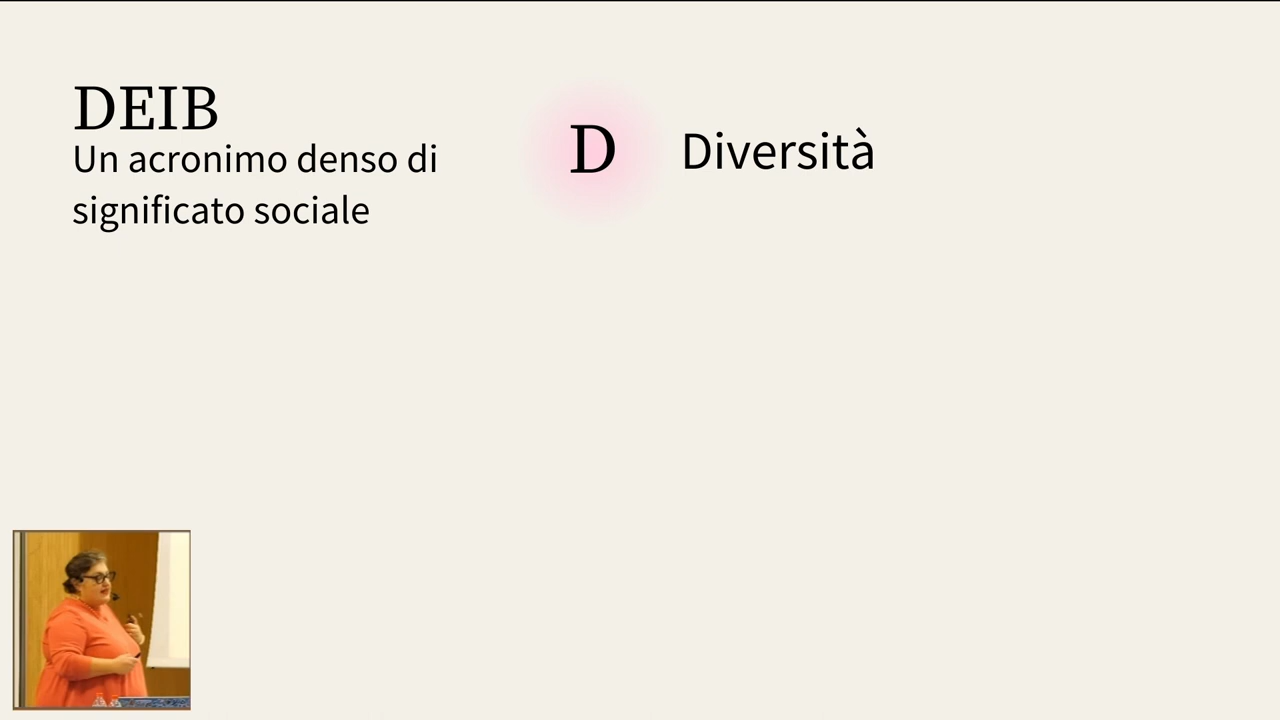 DEIB
Un acronimo denso di
significato sociale
D
Diversità